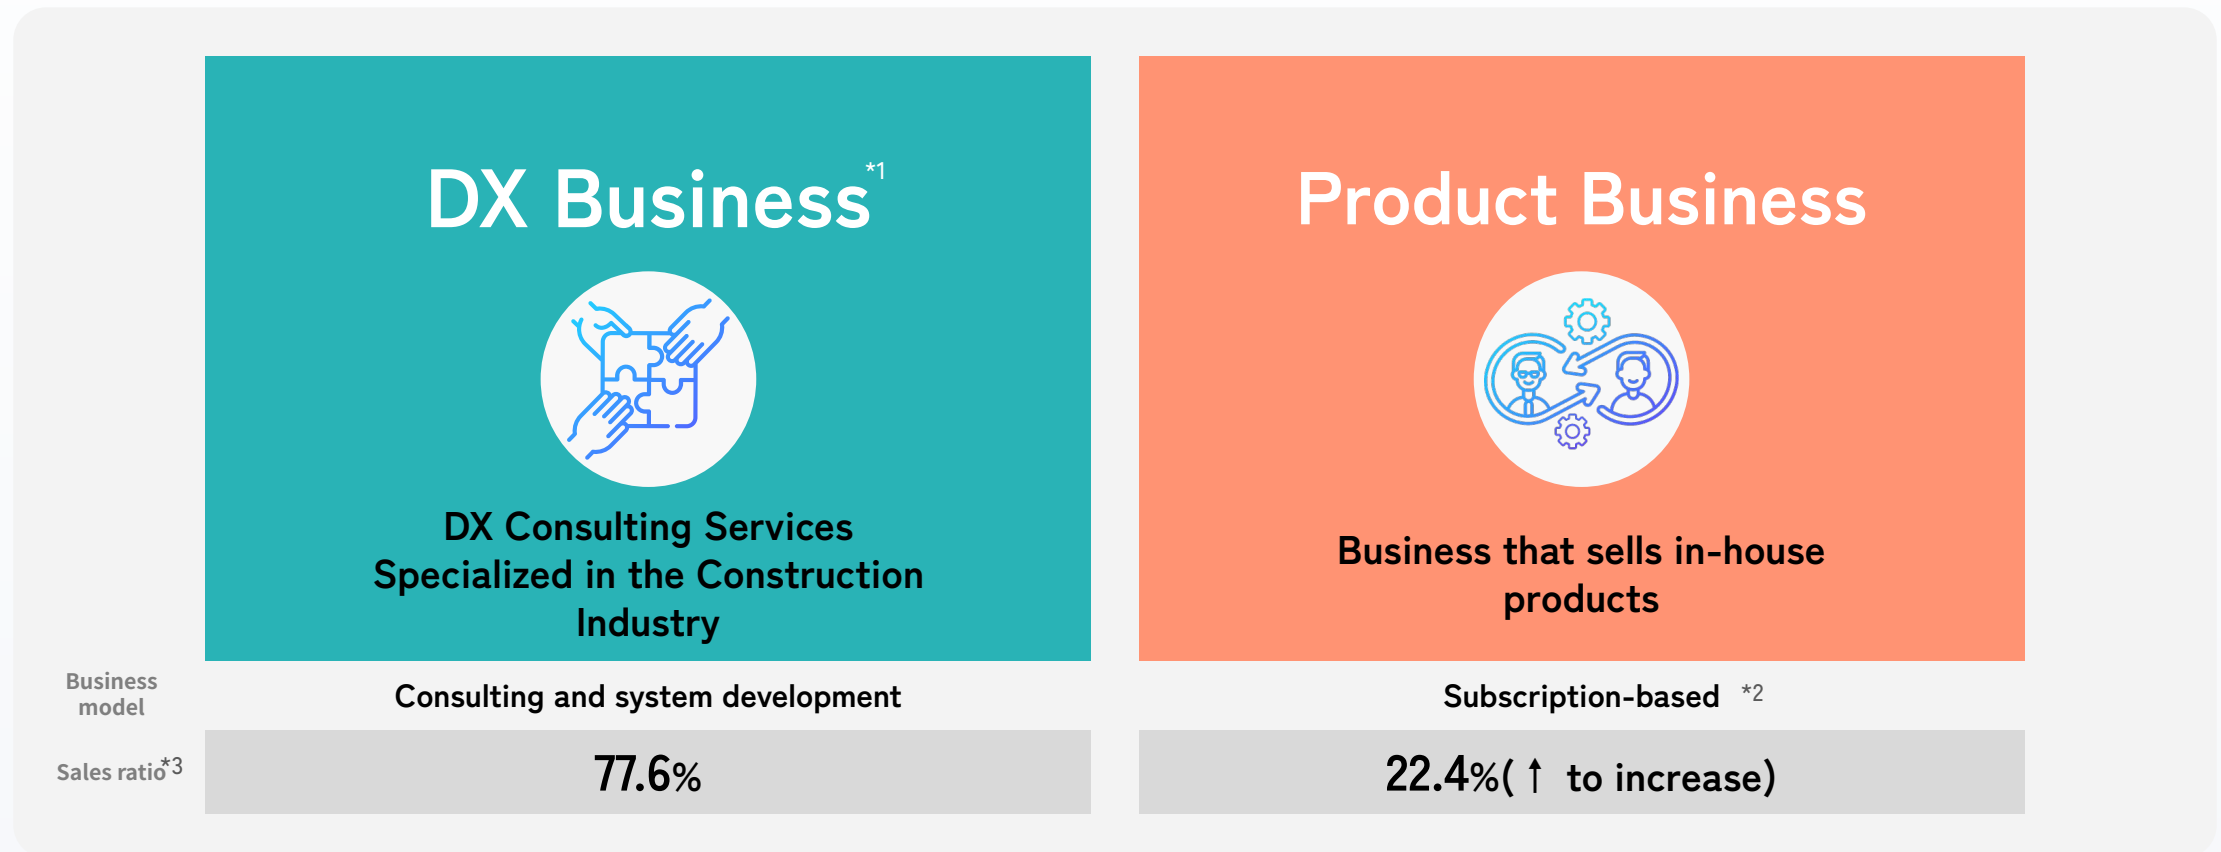 DX Business*1
Product Business
DX Consulting Services
Specialized in the Construction
Industry
Business that sells in-house
products
Business
model
Consulting and system development
Subscription-based *2
Sales ratio*3
77.6%
22.4%(↑ to increase)